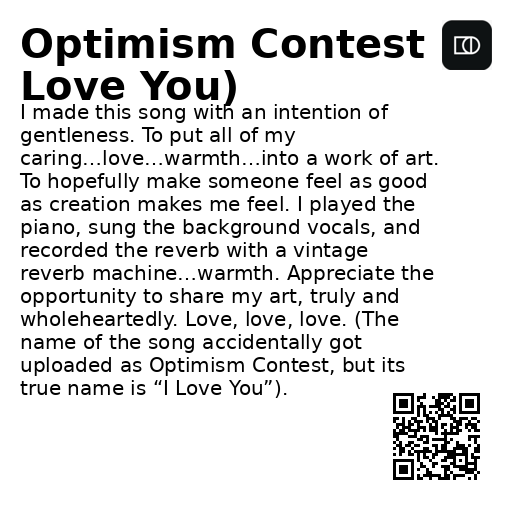 Optimism Contest
Love You)
I made this song with an intention of
gentleness. To put all of my
caring...love...warmth...into a work of art.
To hopefully make someone feel as good
as creation makes me feel. I played the
piano, sung the background vocals, and
recorded the reverb with a vintage
reverb machine...warmth. Appreciate the
opportunity to share my art, truly and
wholeheartedly. Love, love, love. (The
name of the song accidentally got
uploaded as Optimism Contest, but its
true name is “I Love You”).